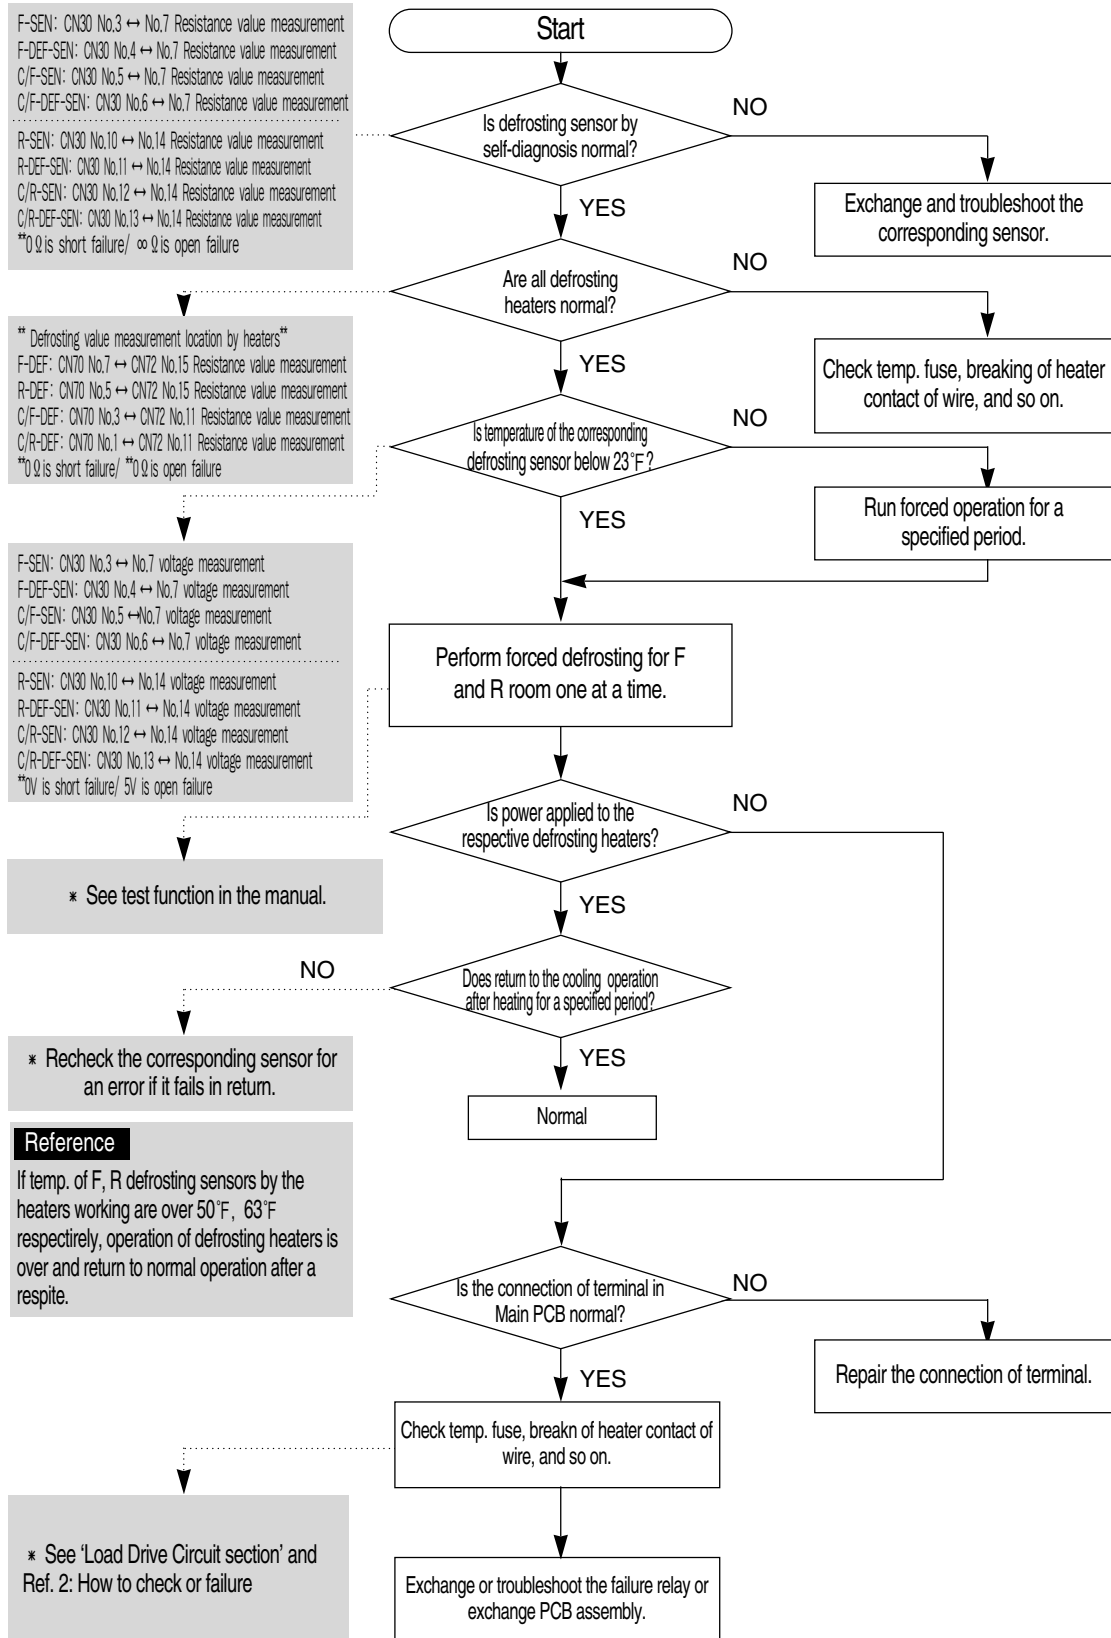 Start
F-SEN: CN30 No.3 ↔ No.7 Resistance value measurement
F-DEF-SEN: CN30 No.4 ↔ No.7 Resistance value measurement
C/F-SEN: CN30 No.5 ↔ No.7 Resistance value measurement
C/F-DEF-SEN: CN30 No.6 ↔ No.7 Resistance value measurement
R-SEN: CN30 No.10 ↔ No.14 Resistance value measurement
R-DEF-SEN: CN30 No.11 ↔ No.14 Resistance value measurement
C/R-SEN: CN30 No.12 ↔ No.14 Resistance value measurement
C/R-DEF-SEN: CN30 No.13 ↔ No.14 Resistance value measurement
**0 Ω is short failure/ ∞ Ω is open failure
Is defrosting sensor by
self-diagnosis normal?
NO
YES
Exchange and troubleshoot the
corresponding sensor.
Are all defrosting
heaters normal?
NO
YES
Check temp. fuse, breaking of heater
contact of wire, and so on.
** Defrosting value measurement location by heaters**
F-DEF: CN70 No.7 ↔ CN72 No.15 Resistance value measurement
R-DEF: CN70 No.5 ↔ CN72 No.15 Resistance value measurement
C/F-DEF: CN70 No.3 ↔ CN72 No.11 Resistance value measurement
C/R-DEF: CN70 No.1 ↔ CN72 No.11 Resistance value measurement
**0 Ω is short failure/ **0 Ω is open failure
Is temperature of the corresponding
defrosting sensor below 23°F?
NO
YES
Run forced operation for a
specified period.
F-SEN: CN30 No.3 ↔ No.7 voltage measurement
F-DEF-SEN: CN30 No.4 ↔ No.7 voltage measurement
C/F-SEN: CN30 No.5 ↔No.7 voltage measurement
C/F-DEF-SEN: CN30 No.6 ↔ No.7 voltage measurement
R-SEN: CN30 No.10 ↔ No.14 voltage measurement
R-DEF-SEN: CN30 No.11 ↔ No.14 voltage measurement
C/R-SEN: CN30 No.12 ↔ No.14 voltage measurement
C/R-DEF-SEN: CN30 No.13 ↔ No.14 voltage measurement
**0V is short failure/ 5V is open failure
Perform forced defrosting for F
and R room one at a time.
* See test function in the manual.
Is power applied to the
respective defrosting heaters?
NO
YES
Does return to the cooling operation
after heating for a specified period?
NO
YES
* Recheck the corresponding sensor for
an error if it fails in return.
Normal
Reference
If temp. of F, R defrosting sensors by the
heaters working are over 50°F, 63°F
respectirely, operation of defrosting heaters is
over and return to normal operation after a
respite.
Is the connection of terminal in
Main PCB normal?
NO
YES
Repair the connection of terminal.
Check temp. fuse, breakn of heater contact of
wire, and so on.
* See ‘Load Drive Circuit section’ and
Ref. 2: How to check or failure
Exchange or troubleshoot the failure relay or
exchange PCB assembly.